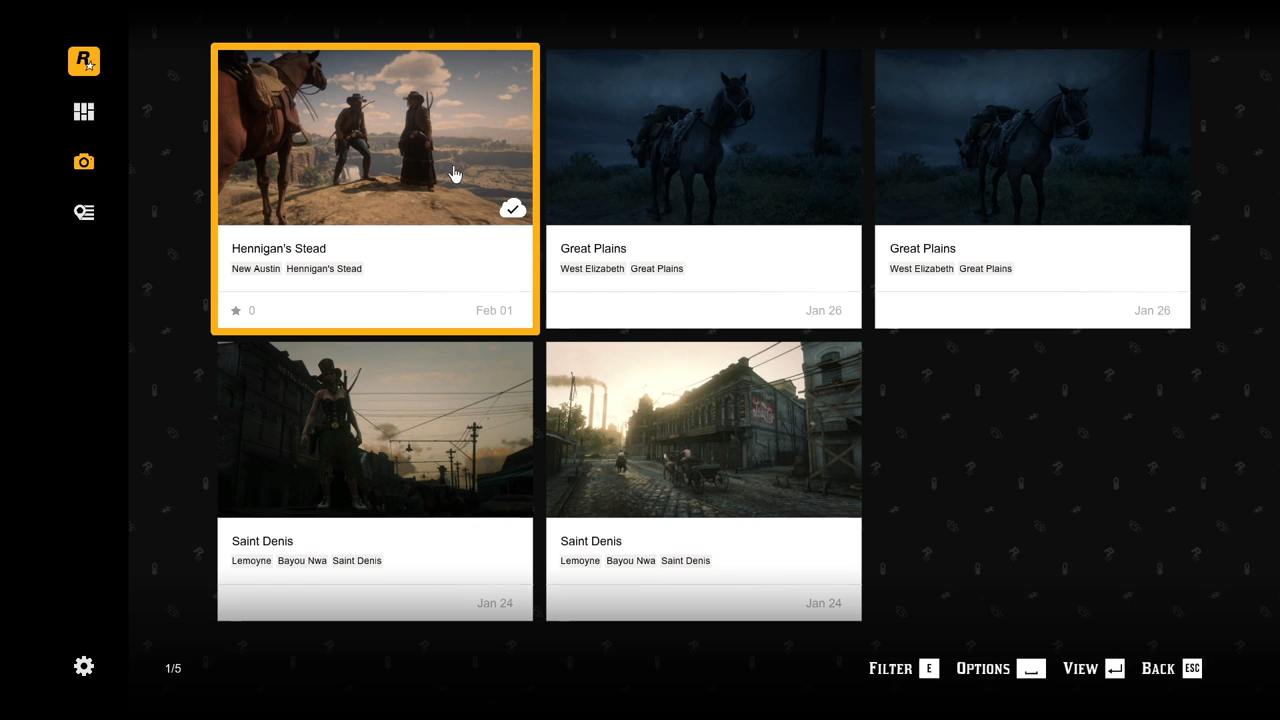 R
Hennigan's Stead
New Austin Hennigan's Stead
0 Feb 01
Great Plains
West Elizabeth Great Plains
Jan 26
Great Plains
West Elizabeth Great Plains
Jan 26
Saint Denis
Lemoyne Bayou Nwa Saint Denis
Jan 24
Saint Denis
Lemoyne Bayou Nwa Saint Denis
Jan 24
1/5
FILTER E OPTIONS VIEW BACK ESC